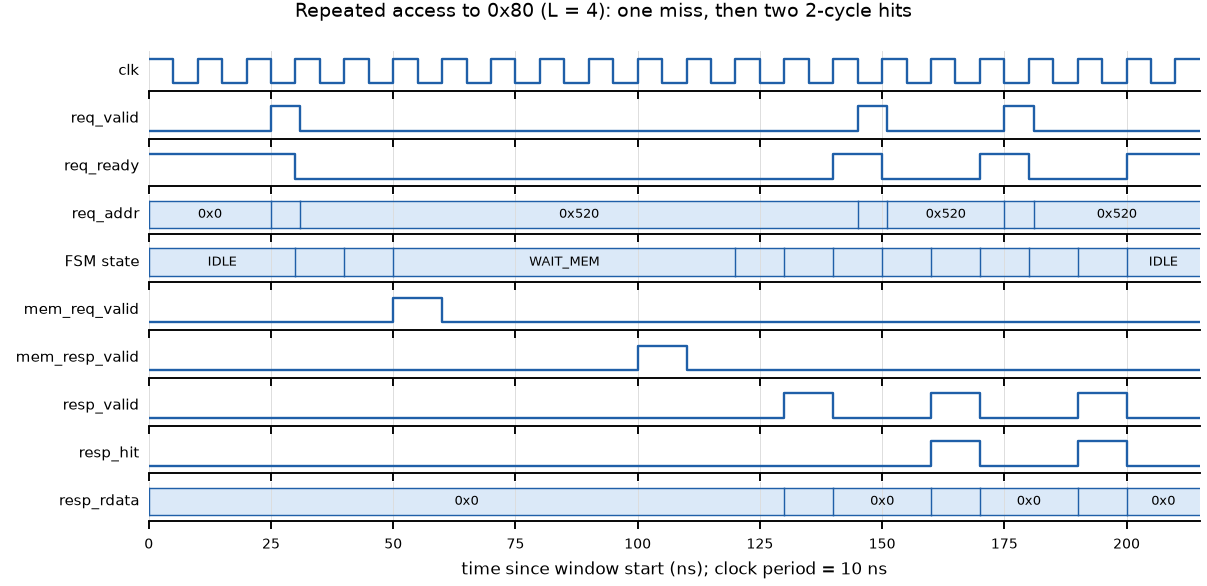 Repeated access to 0x80 (L = 4): one miss, then two 2-cycle hits
clk
req_valid
req_ready
req_addr 0x0 0x520 0x520 0x520
FSM state IDLE WAIT_MEM IDLE
mem_req_valid
mem_resp_valid
resp_valid
resp_hit
resp_rdata 0x0 0x0 0x0 0x0
0 25 50 75 100 125 150 175 200
time since window start (ns); clock period = 10 ns